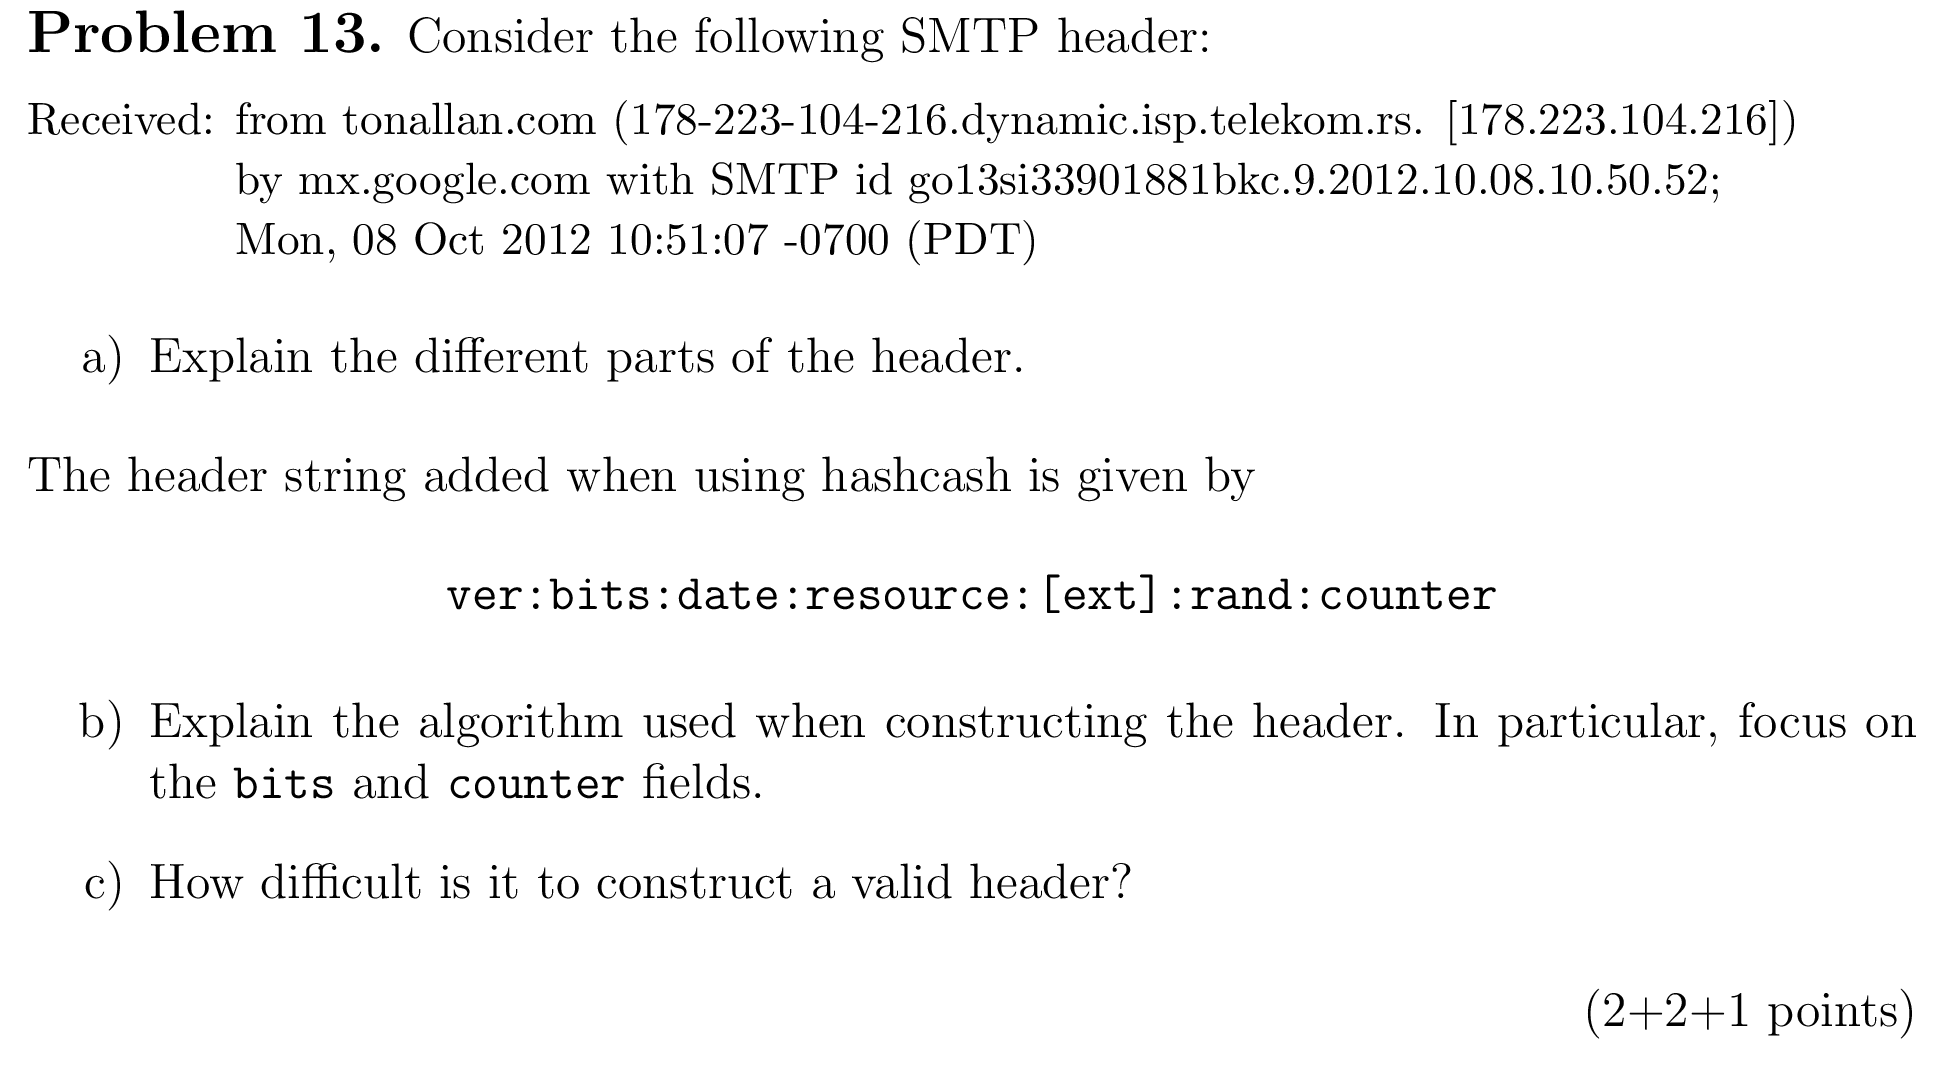 Problem 13. Consider the following SMTP header:
Received: from tonallan.com (178-223-104-216.dynamic.isp.telekom.rs. [178.223.104.216])
by mx.google.com with SMTP id go13si33901881bkc.9.2012.10.08.10.50.52;
Mon, 08 Oct 2012 10:51:07 -0700 (PDT)
a) Explain the different parts of the header.
The header string added when using hashcash is given by
ver:bits:date:resource:[ext]:rand:counter
b) Explain the algorithm used when constructing the header. In particular, focus on
the bits and counter fields.
c) How difficult is it to construct a valid header?
(2+2+1 points)